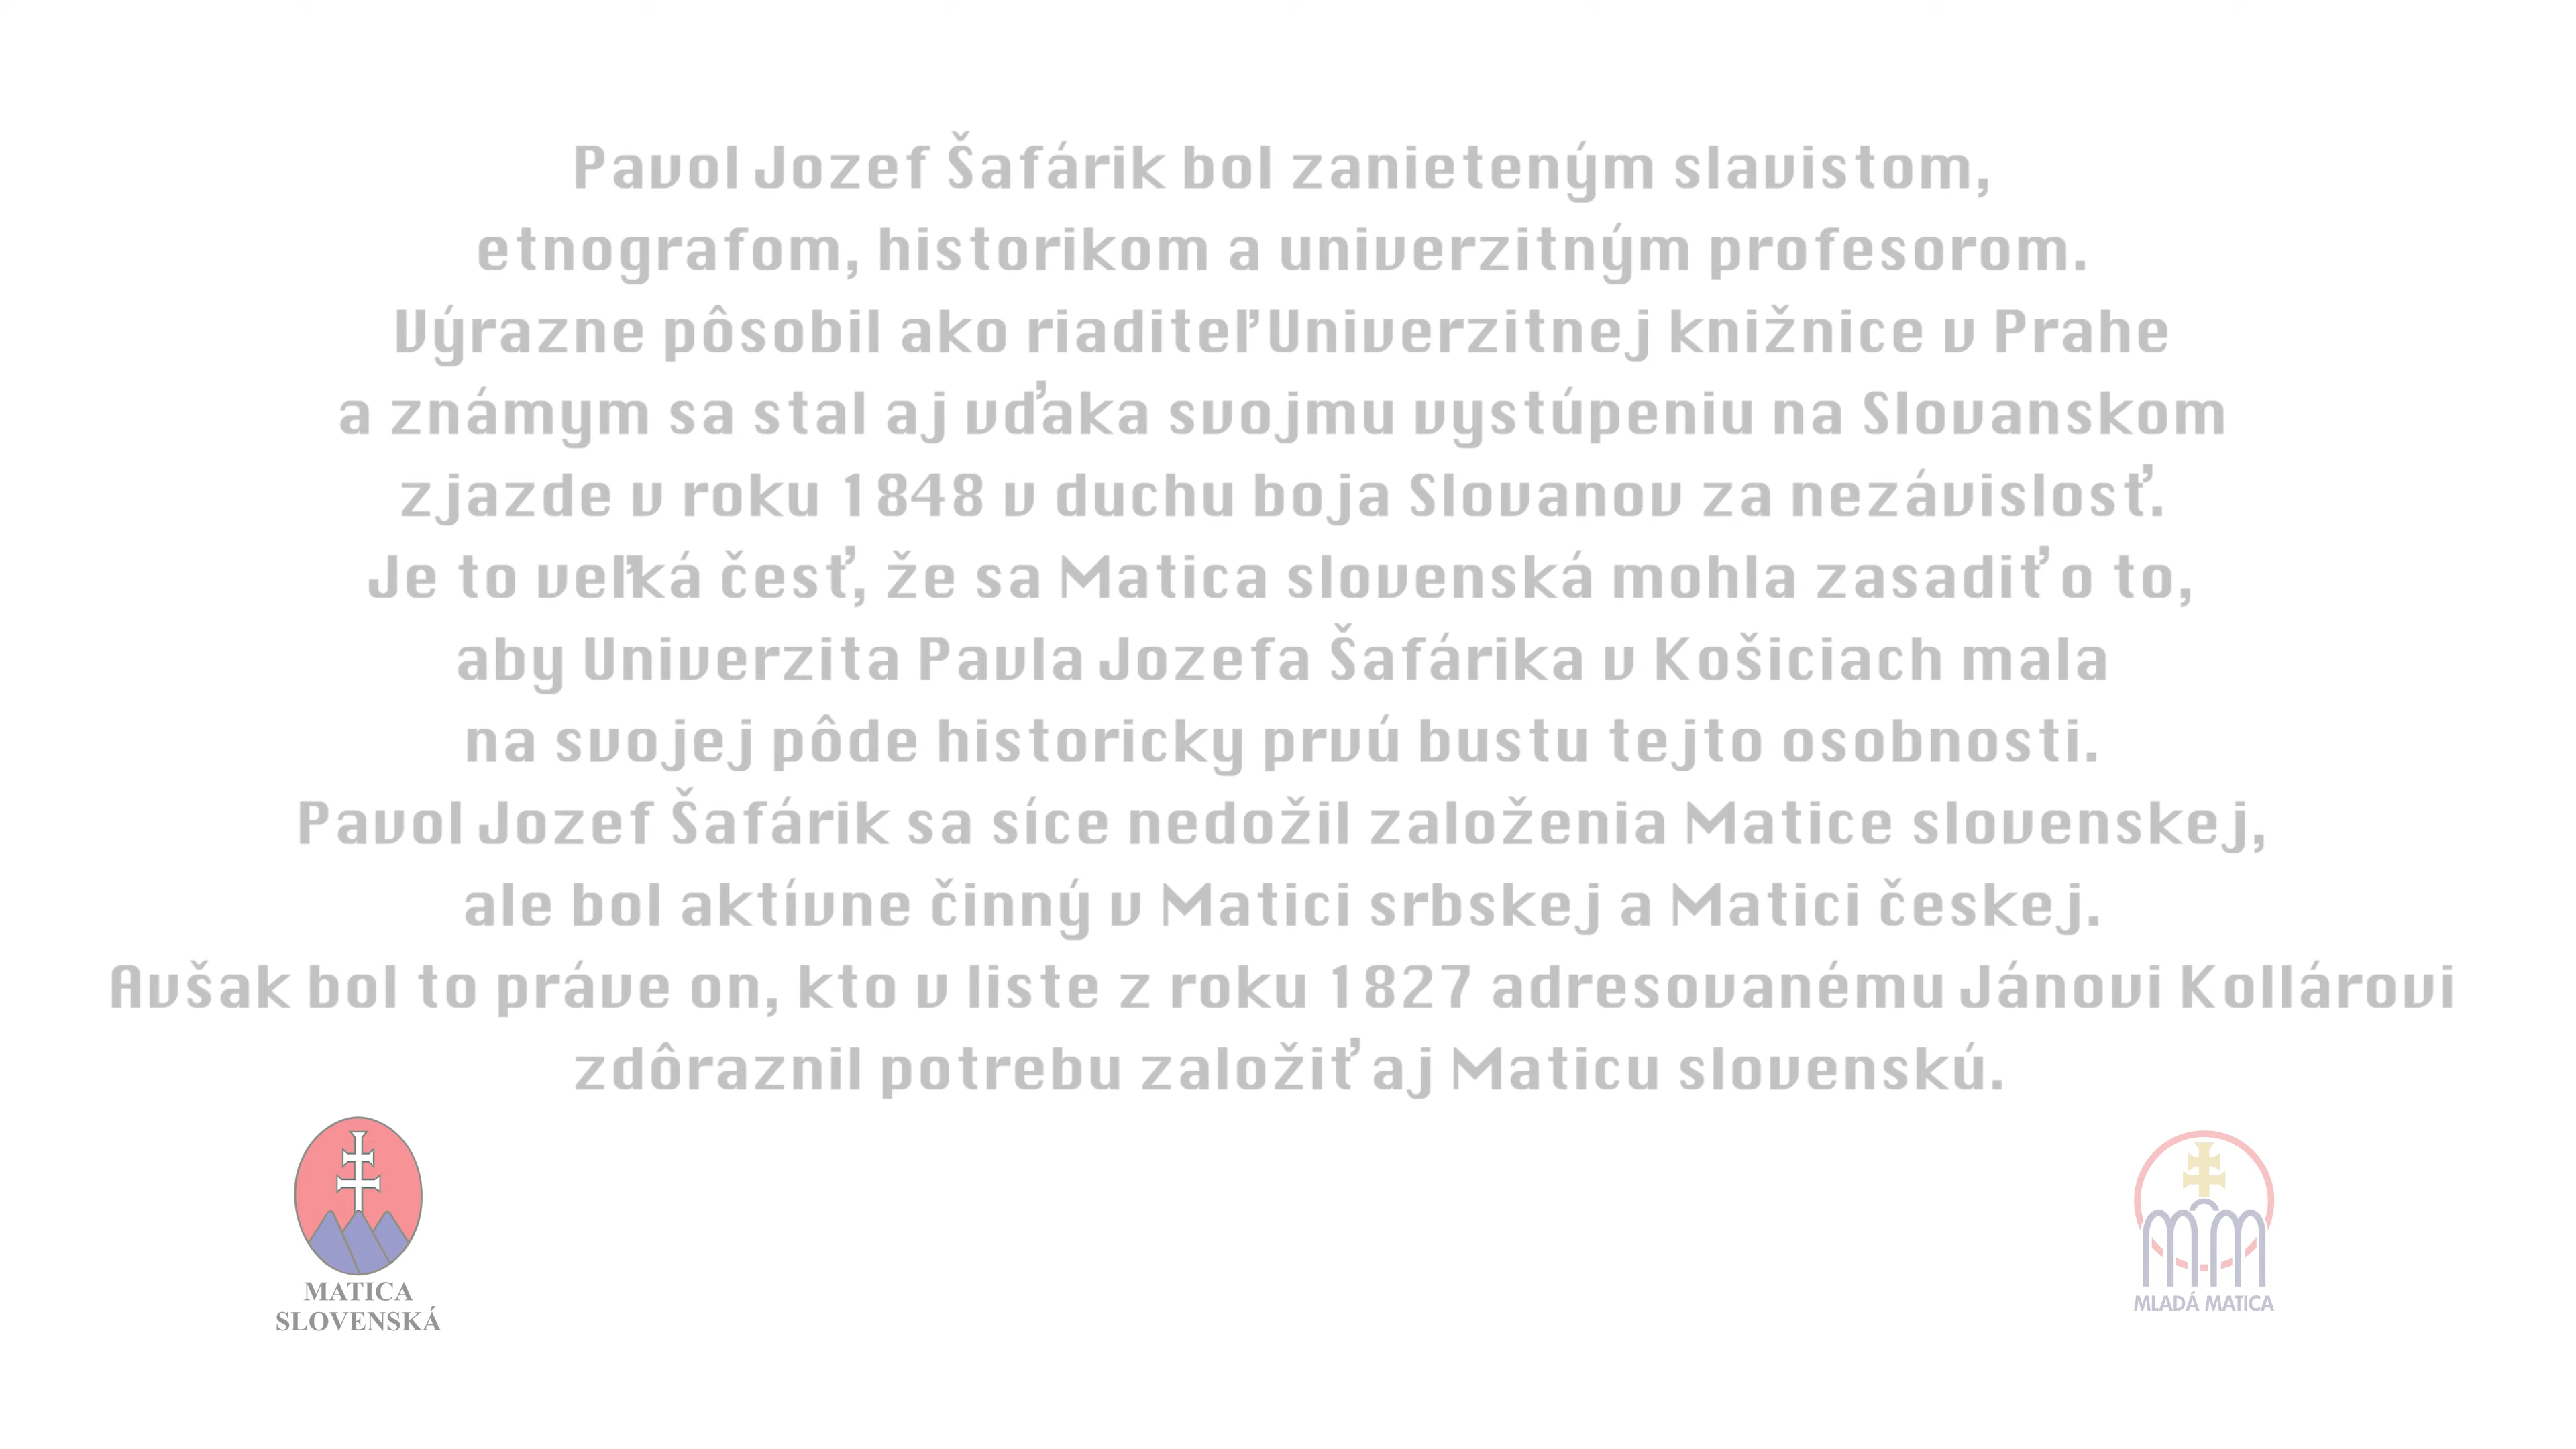 Pavol Jozef Šafárik bol zanieteným slavistom,
etnografom, historikom a univerzitným profesorom.
Výrazne pôsobil ako riaditeľ Univerzitnej knižnice v Prahe
a známym sa stal aj vďaka svojmu vystúpeniu na Slovanskom
zjazde v roku 1848 v duchu boja Slovanov za nezávislosť.
Je to veľká česť, že sa Matica slovenská mohla zasadiť o to,
aby Univerzita Pavla Jozefa Šafárika v Košiciach mala
na svojej pôde historicky prvú bustu tejto osobnosti.
Pavol Jozef Šafárik sa síce nedožil založenia Matice slovenskej,
ale bol aktívne činný v Matici srbskej a Matici českej.
Avšak bol to práve on, kto v liste z roku 1827 adresovanému Jánovi Kollárovi
zdôraznil potrebu založiť aj Maticu slovenskú.
MATICA
SLOVENSKÁ
MLADÁ MATICA